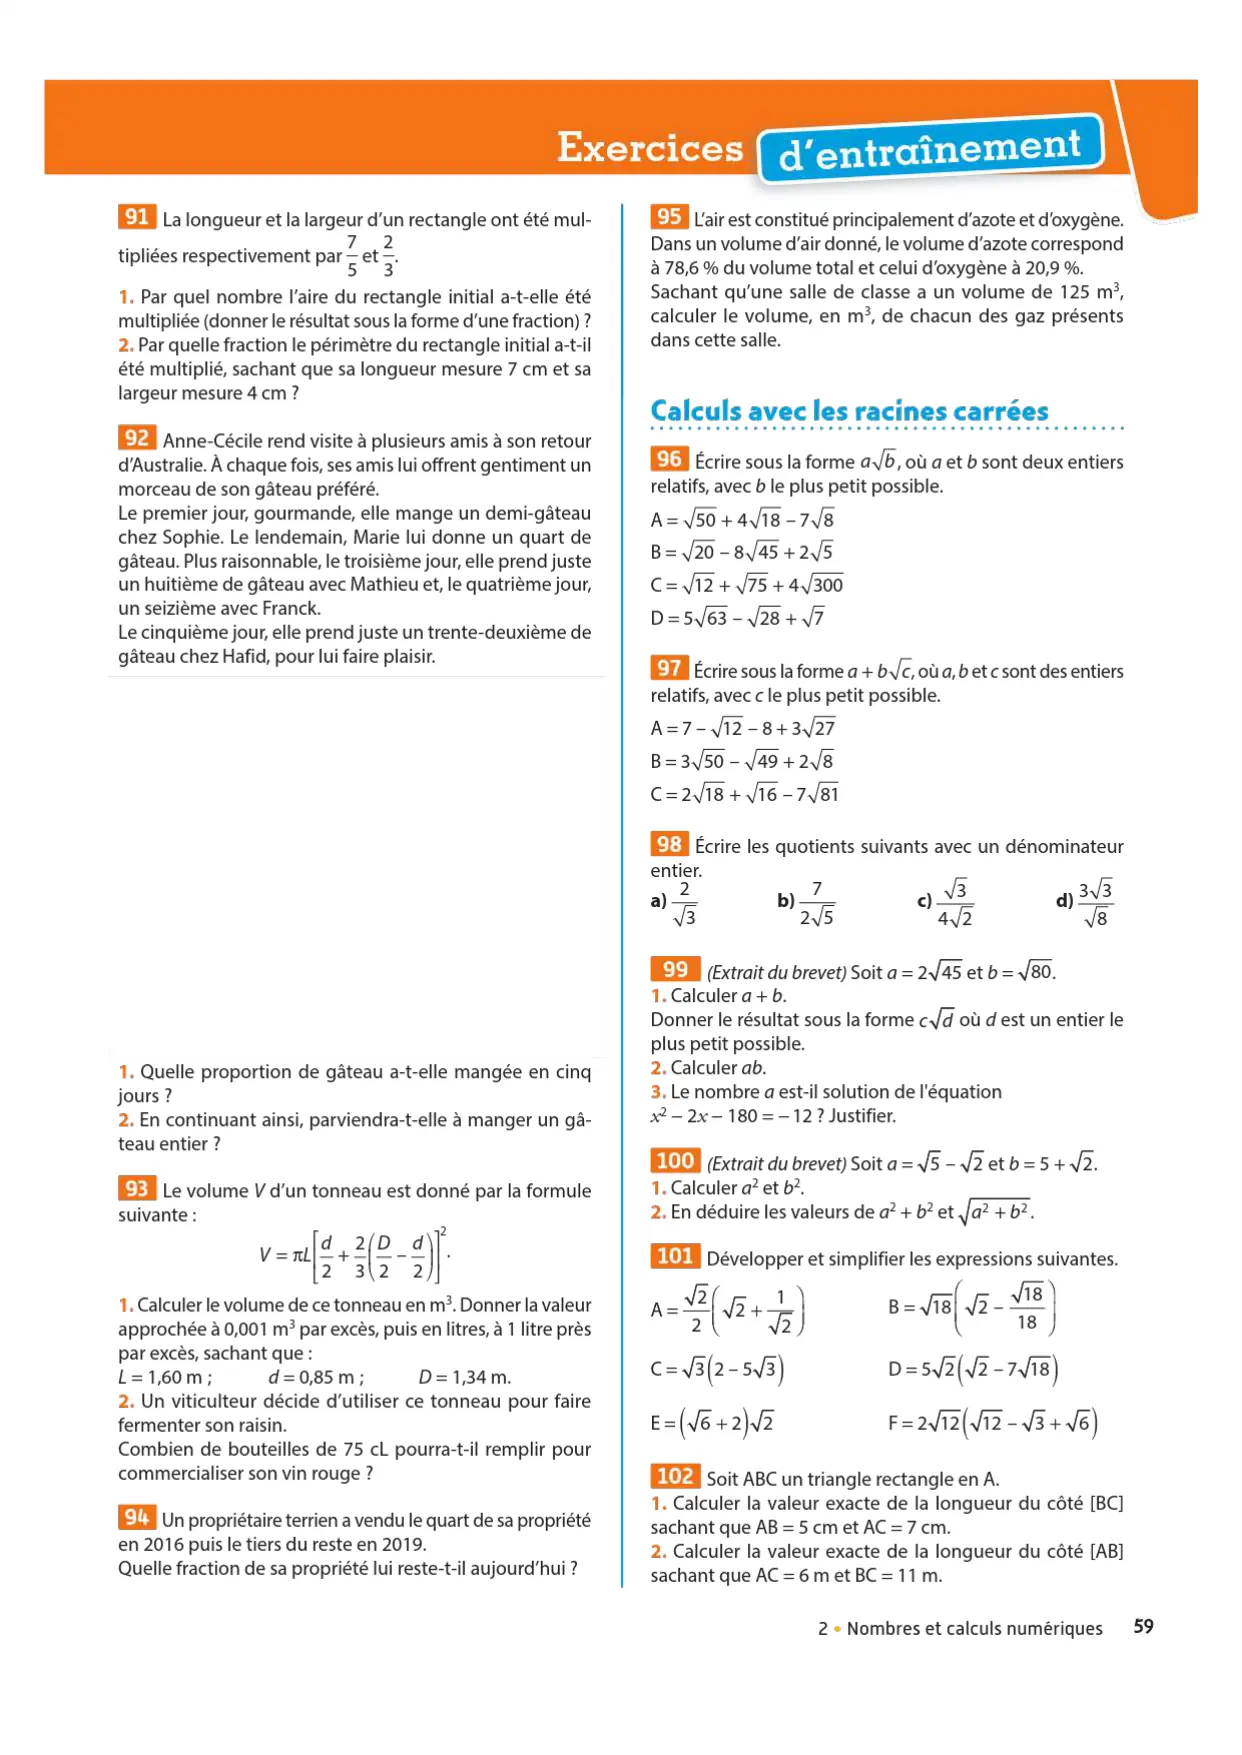 Exercices d'entraînement
91 La longueur et la largeur d'un rectangle ont été mul-
tipliées respectivement par 7/5 et 2/3.
1. Par quel nombre l'aire du rectangle initial a-t-elle été
multipliée (donner le résultat sous la forme d'une fraction) ?
2. Par quelle fraction le périmètre du rectangle initial a-t-il
été multiplié, sachant que sa longueur mesure 7 cm et sa
largeur mesure 4 cm ?
92 Anne-Cécile rend visite à plusieurs amis à son retour
d'Australie. À chaque fois, ses amis lui offrent gentiment un
morceau de son gâteau préféré.
Le premier jour, gourmande, elle mange un demi-gâteau
chez Sophie. Le lendemain, Marie lui donne un quart de
gâteau. Plus raisonnable, le troisième jour, elle prend juste
un huitième de gâteau avec Mathieu et, le quatrième jour,
un seizième avec Franck.
Le cinquième jour, elle prend juste un trente-deuxième de
gâteau chez Hafid, pour lui faire plaisir.
1. Quelle proportion de gâteau a-t-elle mangée en cinq
jours ?
2. En continuant ainsi, parviendra-t-elle à manger un gâ-
teau entier ?
93 Le volume V d'un tonneau est donné par la formule
suivante :
V = πL[d/2 + 2/3(D/2 − d/2)]².
1. Calculer le volume de ce tonneau en m³. Donner la valeur
approchée à 0,001 m³ par excès, puis en litres, à 1 litre près
par excès, sachant que :
L = 1,60 m ; d = 0,85 m ; D = 1,34 m.
2. Un viticulteur décide d'utiliser ce tonneau pour faire
fermenter son raisin.
Combien de bouteilles de 75 cL pourra-t-il remplir pour
commercialiser son vin rouge ?
94 Un propriétaire terrien a vendu le quart de sa propriété
en 2016 puis le tiers du reste en 2019.
Quelle fraction de sa propriété lui reste-t-il aujourd'hui ?
95 L'air est constitué principalement d'azote et d'oxygène.
Dans un volume d'air donné, le volume d'azote correspond
à 78,6 % du volume total et celui d'oxygène à 20,9 %.
Sachant qu'une salle de classe a un volume de 125 m³,
calculer le volume, en m³, de chacun des gaz présents
dans cette salle.
Calculs avec les racines carrées
96 Écrire sous la forme a√b, où a et b sont deux entiers
relatifs, avec b le plus petit possible.
A = √50 + 4√18 – 7√8
B = √20 – 8√45 + 2√5
C = √12 + √75 + 4√300
D = 5√63 – √28 + √7
97 Écrire sous la forme a + b√c, où a, b et c sont des entiers
relatifs, avec c le plus petit possible.
A = 7 – √12 – 8 + 3√27
B = 3√50 – √49 + 2√8
C = 2√18 + √16 – 7√81
98 Écrire les quotients suivants avec un dénominateur
entier.
a) 2/√3 b) 7/(2√5) c) √3/(4√2) d) 3√3/√8
99 (Extrait du brevet) Soit a = 2√45 et b = √80.
1. Calculer a + b.
Donner le résultat sous la forme c√d où d est un entier le
plus petit possible.
2. Calculer ab.
3. Le nombre a est-il solution de l'équation
x² − 2x − 180 = − 12 ? Justifier.
100 (Extrait du brevet) Soit a = √5 – √2 et b = 5 + √2.
1. Calculer a² et b².
2. En déduire les valeurs de a² + b² et √(a² + b²).
101 Développer et simplifier les expressions suivantes.
A = √2/2(√2 + 1/√2) B = √18(√2 − √18/18)
C = √3(2 – 5√3) D = 5√2(√2 – 7√18)
E = (√6 + 2)√2 F = 2√12(√12 – √3 + √6)
102 Soit ABC un triangle rectangle en A.
1. Calculer la valeur exacte de la longueur du côté [BC]
sachant que AB = 5 cm et AC = 7 cm.
2. Calculer la valeur exacte de la longueur du côté [AB]
sachant que AC = 6 m et BC = 11 m.
2 • Nombres et calculs numériques 59